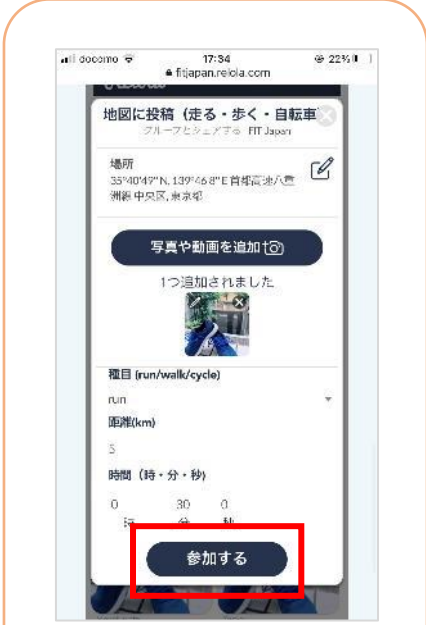 docomo 17:34 22%
fitjapan.relola.com
地図に投稿（走る・歩く・自転車
グループとシェアする FIT Japan
場所
35°40'49"N, 139°46'8"E 首都高速八重
洲線 中央区, 東京都
写真や動画を追加
1つ追加されました
種目 (run/walk/cycle)
run
距離(km)
5
時間（時・分・秒)
0 30 0
時 分 秒
参加する